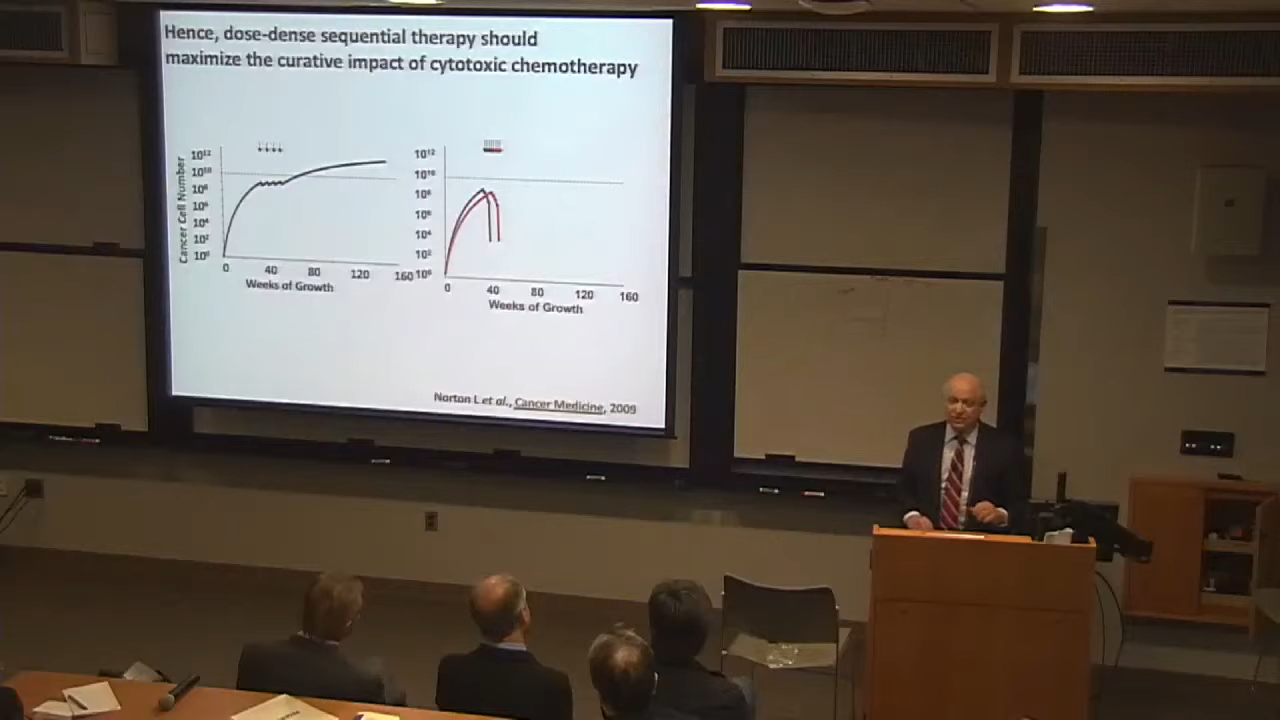 Hence, dose-dense sequential therapy should
maximize the curative impact of cytotoxic chemotherapy
Cancer Cell Number
10¹²
10¹⁰
10⁸
10⁶
10⁴
10²
10⁰
0 40 80 120 160
Weeks of Growth
10¹²
10¹⁰
10⁸
10⁶
10⁴
10²
10⁰
0 40 80 120 160
Weeks of Growth
Norton L et al., Cancer Medicine, 2009